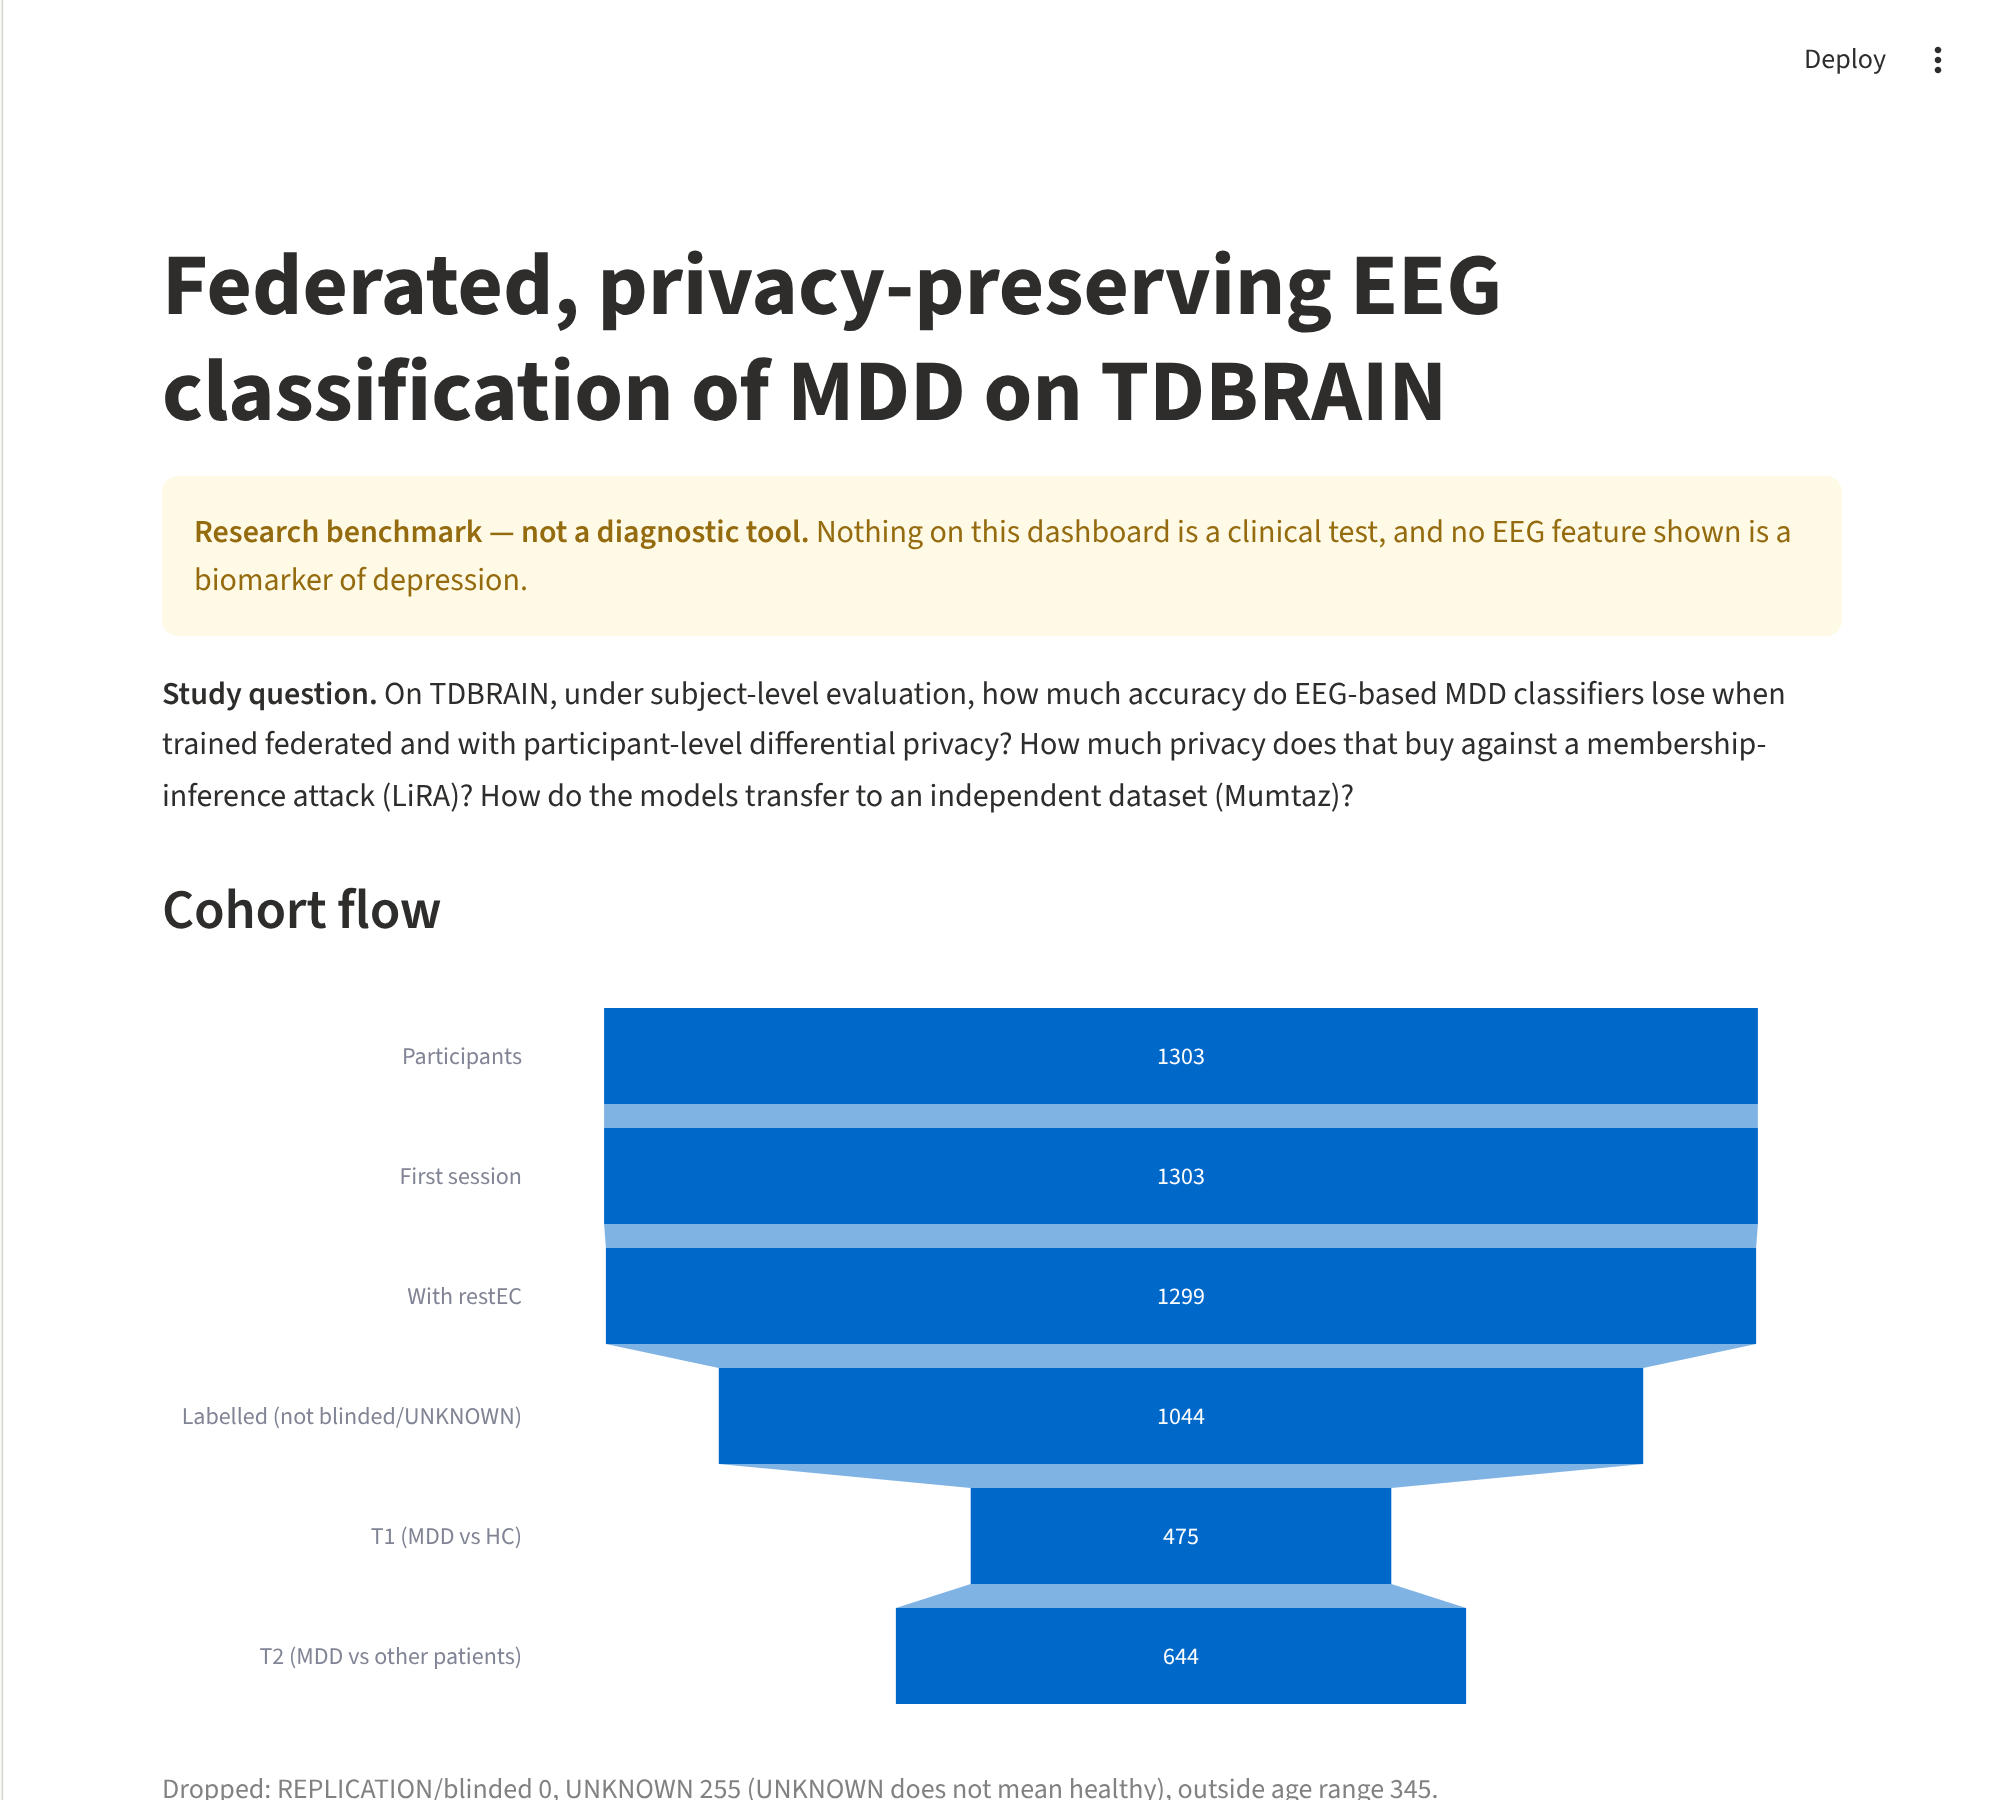 Deploy
Federated, privacy-preserving EEG
classification of MDD on TDBRAIN
Research benchmark — not a diagnostic tool. Nothing on this dashboard is a clinical test, and no EEG feature shown is a
biomarker of depression.
Study question. On TDBRAIN, under subject-level evaluation, how much accuracy do EEG-based MDD classifiers lose when
trained federated and with participant-level differential privacy? How much privacy does that buy against a membership-
inference attack (LiRA)? How do the models transfer to an independent dataset (Mumtaz)?
Cohort flow
Participants 1303
First session 1303
With restEC 1299
Labelled (not blinded/UNKNOWN) 1044
T1 (MDD vs HC) 475
T2 (MDD vs other patients) 644
Dropped: REPLICATION/blinded 0, UNKNOWN 255 (UNKNOWN does not mean healthy), outside age range 345.